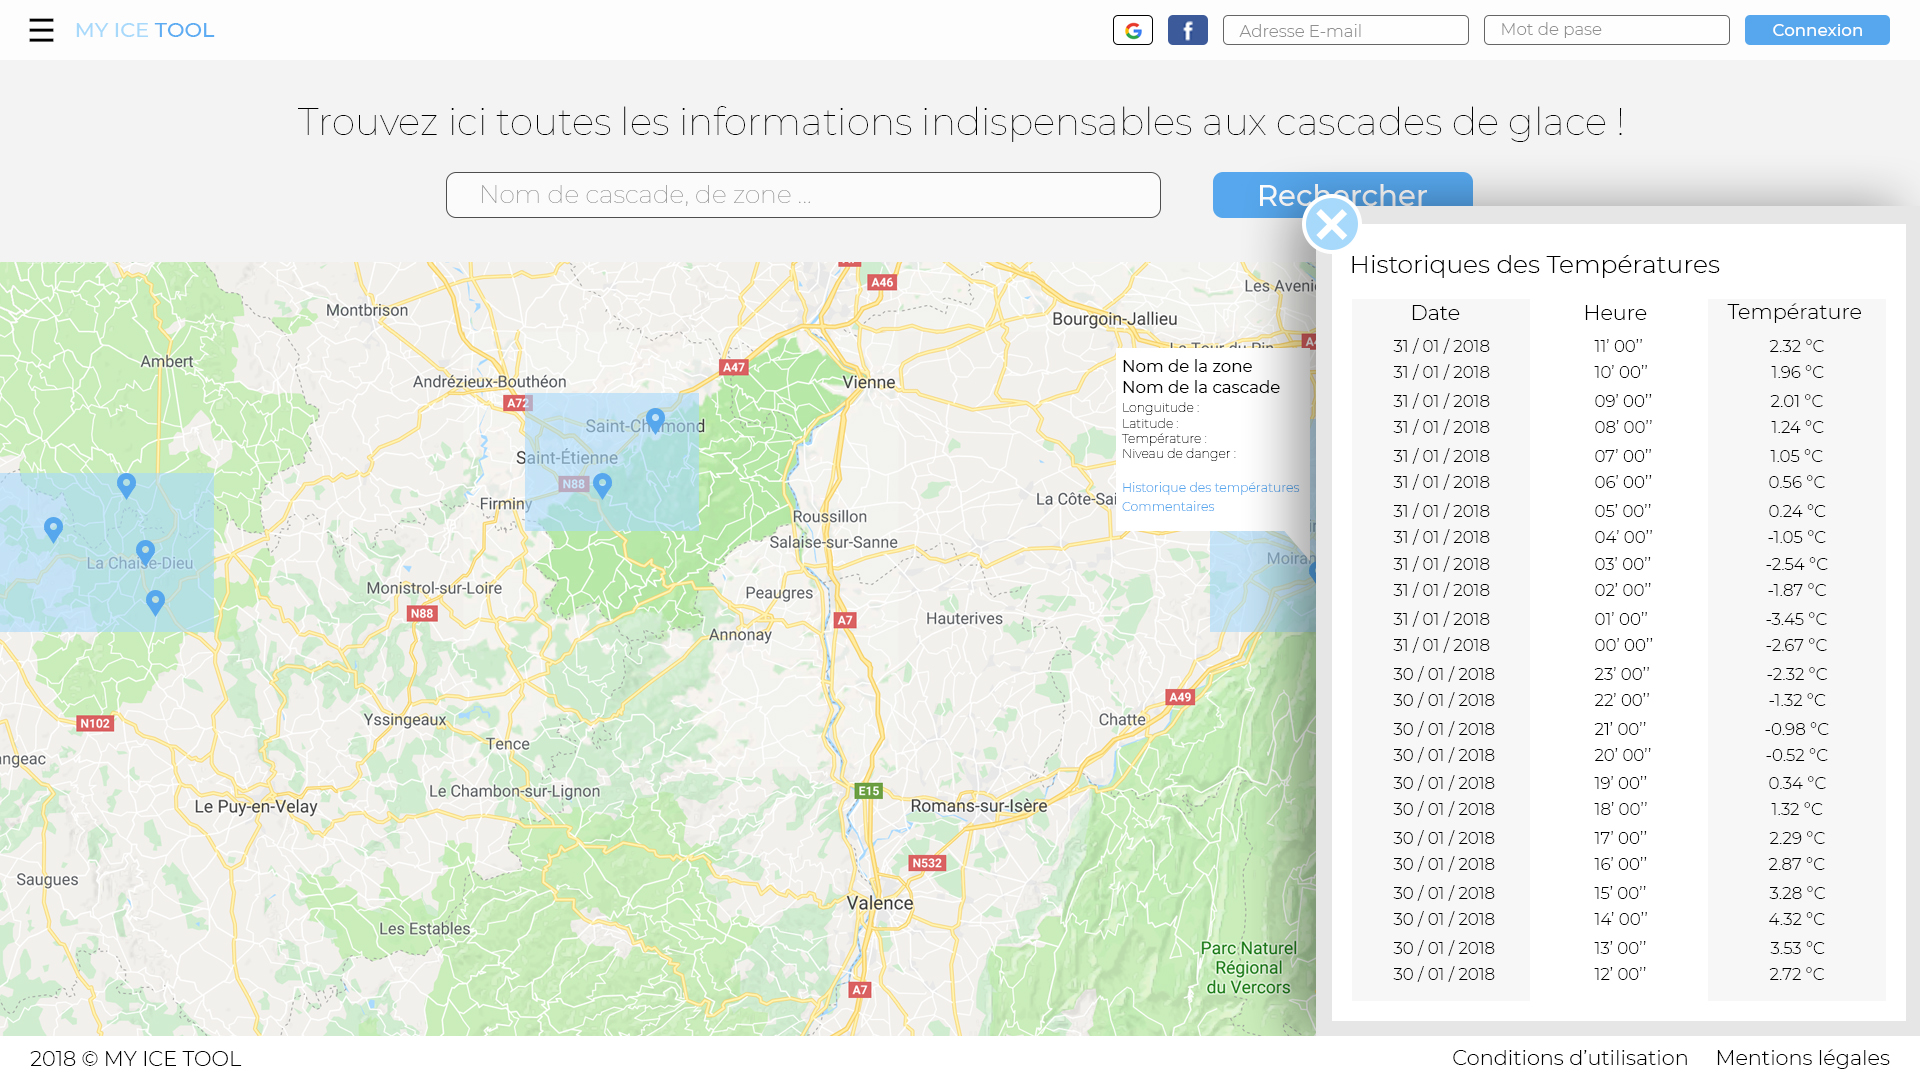 MY ICE TOOL
Adresse E-mail
Mot de pase
Connexion
Trouvez ici toutes les informations indispensables aux cascades de glace !
Nom de cascade, de zone ...
Rechercher
Historiques des Températures
Date Heure Température
31 / 01 / 2018 11' 00'' 2.32 °C
31 / 01 / 2018 10' 00'' 1.96 °C
31 / 01 / 2018 09' 00'' 2.01 °C
31 / 01 / 2018 08' 00'' 1.24 °C
31 / 01 / 2018 07' 00'' 1.05 °C
31 / 01 / 2018 06' 00'' 0.56 °C
31 / 01 / 2018 05' 00'' 0.24 °C
31 / 01 / 2018 04' 00'' -1.05 °C
31 / 01 / 2018 03' 00'' -2.54 °C
31 / 01 / 2018 02' 00'' -1.87 °C
31 / 01 / 2018 01' 00'' -3.45 °C
31 / 01 / 2018 00' 00'' -2.67 °C
30 / 01 / 2018 23' 00'' -2.32 °C
30 / 01 / 2018 22' 00'' -1.32 °C
30 / 01 / 2018 21' 00'' -0.98 °C
30 / 01 / 2018 20' 00'' -0.52 °C
30 / 01 / 2018 19' 00'' 0.34 °C
30 / 01 / 2018 18' 00'' 1.32 °C
30 / 01 / 2018 17' 00'' 2.29 °C
30 / 01 / 2018 16' 00'' 2.87 °C
30 / 01 / 2018 15' 00'' 3.28 °C
30 / 01 / 2018 14' 00'' 4.32 °C
30 / 01 / 2018 13' 00'' 3.53 °C
30 / 01 / 2018 12' 00'' 2.72 °C
A46
Les Aveni
Montbrison
Bourgoin-Jallieu
Ambert
A47
Andrézieux-Bouthéon
Vienne
A72
Nom de la zone
Nom de la cascade
Longuitude :
Latitude :
Température :
Niveau de danger :
Historique des températures
Commentaires
Saint-Chamond
Saint-Étienne
N88
Firminy
La Côte-Sai
Roussillon
Salaise-sur-Sanne
La Chaise-Dieu
Moiran
Monistrol-sur-Loire
N88
Peaugres
Hauterives
A7
Annonay
A49
N102
Yssingeaux
Chatte
Tence
ngeac
Le Chambon-sur-Lignon
E15
Le Puy-en-Velay
Romans-sur-Isère
N532
Saugues
Valence
Les Estables
Parc Naturel
Régional
du Vercors
A7
2018 © MY ICE TOOL
Conditions d'utilisation
Mentions légales